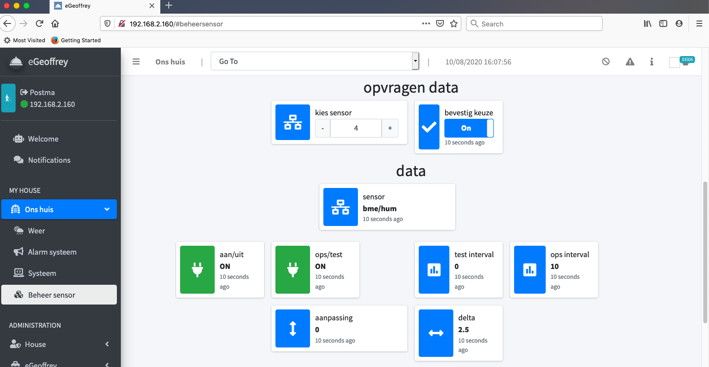 eGeoffrey
192.168.2.160/#beheersensor
Search
Most Visited
Getting Started
eGeoffrey
Ons huis
Go To
10/08/2020 16:07:56
Postma
192.168.2.160
Welcome
Notifications
MY HOUSE
Ons huis
Weer
Alarm systeem
Systeem
Beheer sensor
ADMINISTRATION
House
eGeoffrey
opvragen data
kies sensor
- 4 +
bevestig keuze
On
10 seconds ago
data
sensor
bme/hum
10 seconds ago
aan/uit
ON
10 seconds
ago
ops/test
ON
10 seconds
ago
test interval
0
10 seconds
ago
ops interval
10
10 seconds
ago
aanpassing
0
10 seconds ago
delta
2.5
10 seconds
ago